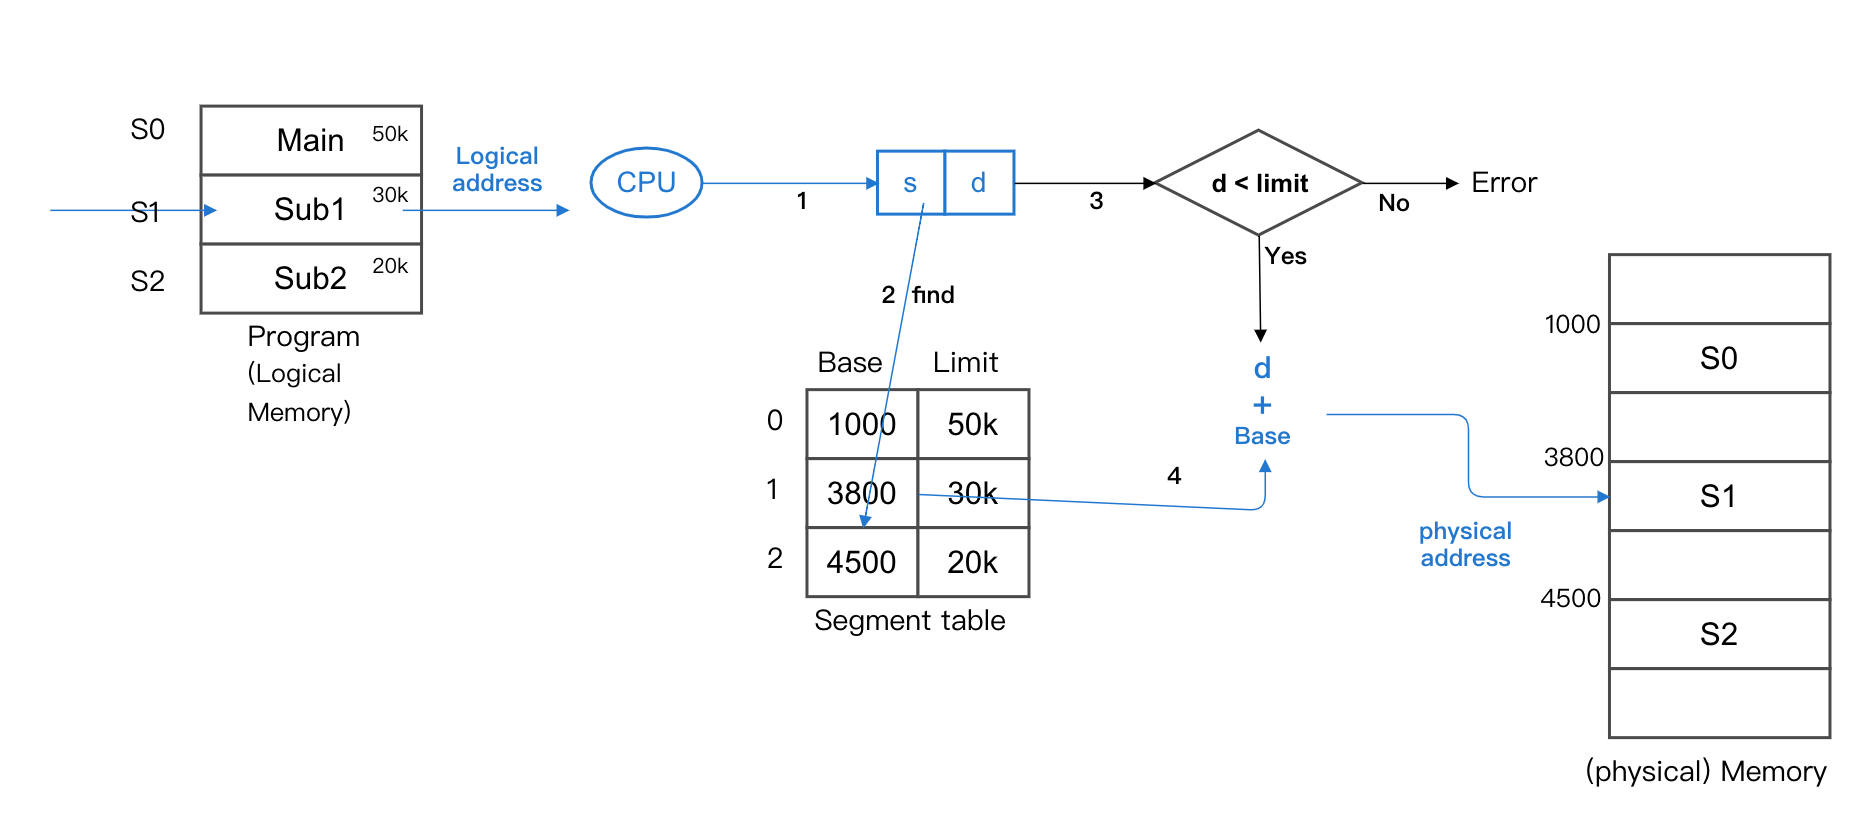 S0
Main
50k
S1
Sub1
30k
S2
Sub2
20k
Program
(Logical
Memory)
Logical
address
CPU
1
s
d
3
d < limit
No
Error
Yes
2 find
Base
Limit
0
1000
50k
1
3800
30k
2
4500
20k
Segment table
d
+
Base
4
physical
address
1000
S0
3800
S1
4500
S2
(physical) Memory